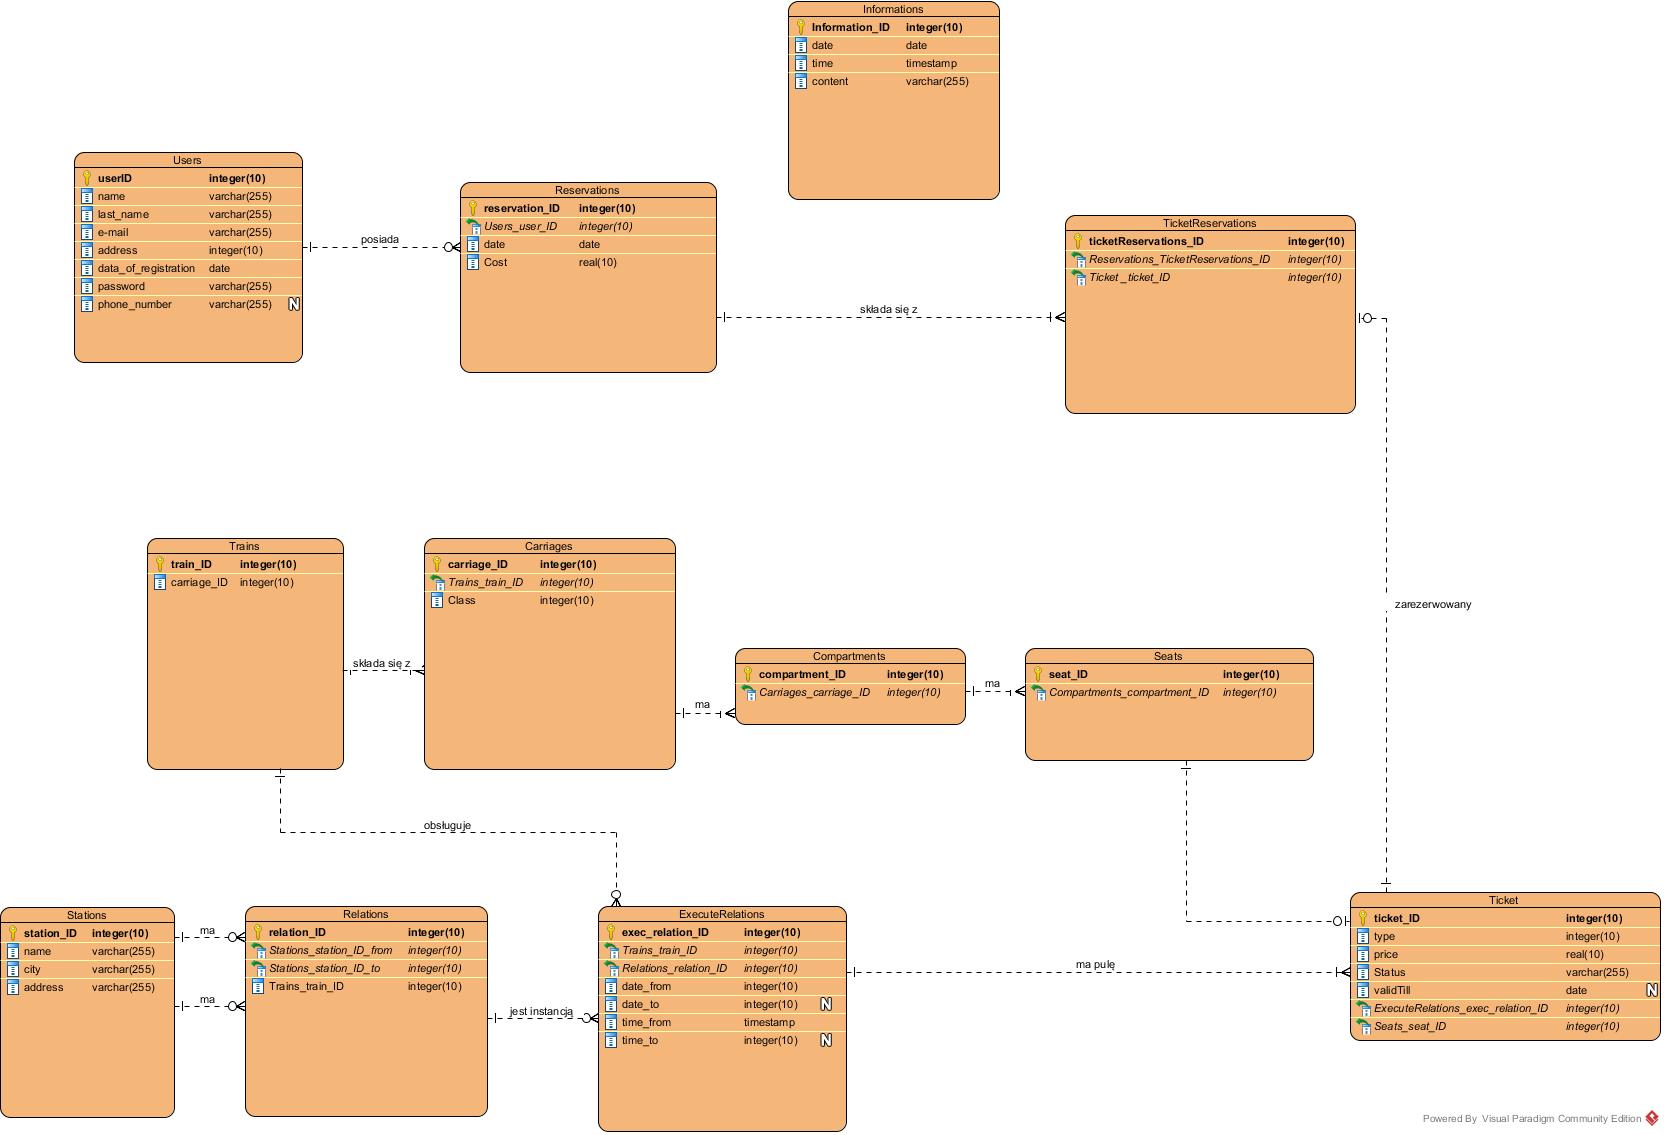 Informations
Information_ID integer(10)
date date
time timestamp
content varchar(255)
Users
userID integer(10)
name varchar(255)
last_name varchar(255)
e-mail varchar(255)
address integer(10)
data_of_registration date
password varchar(255)
phone_number varchar(255) N
posiada
Reservations
reservation_ID integer(10)
Users_user_ID integer(10)
date date
Cost real(10)
składa się z
TicketReservations
ticketReservations_ID integer(10)
Reservations_TicketReservations_ID integer(10)
Ticket_ticket_ID integer(10)
zarezerwowany
Trains
train_ID integer(10)
carriage_ID integer(10)
składa się z
Carriages
carriage_ID integer(10)
Trains_train_ID integer(10)
Class integer(10)
ma
Compartments
compartment_ID integer(10)
Carriages_carriage_ID integer(10)
ma
Seats
seat_ID integer(10)
Compartments_compartment_ID integer(10)
obsługuje
Stations
station_ID integer(10)
name varchar(255)
city varchar(255)
address varchar(255)
ma
ma
Relations
relation_ID integer(10)
Stations_station_ID_from integer(10)
Stations_station_ID_to integer(10)
Trains_train_ID integer(10)
jest instancją
ExecuteRelations
exec_relation_ID integer(10)
Trains_train_ID integer(10)
Relations_relation_ID integer(10)
date_from integer(10)
date_to integer(10) N
time_from timestamp
time_to integer(10) N
ma pulę
Ticket
ticket_ID integer(10)
type integer(10)
price real(10)
Status varchar(255)
validTill date N
ExecuteRelations_exec_relation_ID integer(10)
Seats_seat_ID integer(10)
Powered By Visual Paradigm Community Edition